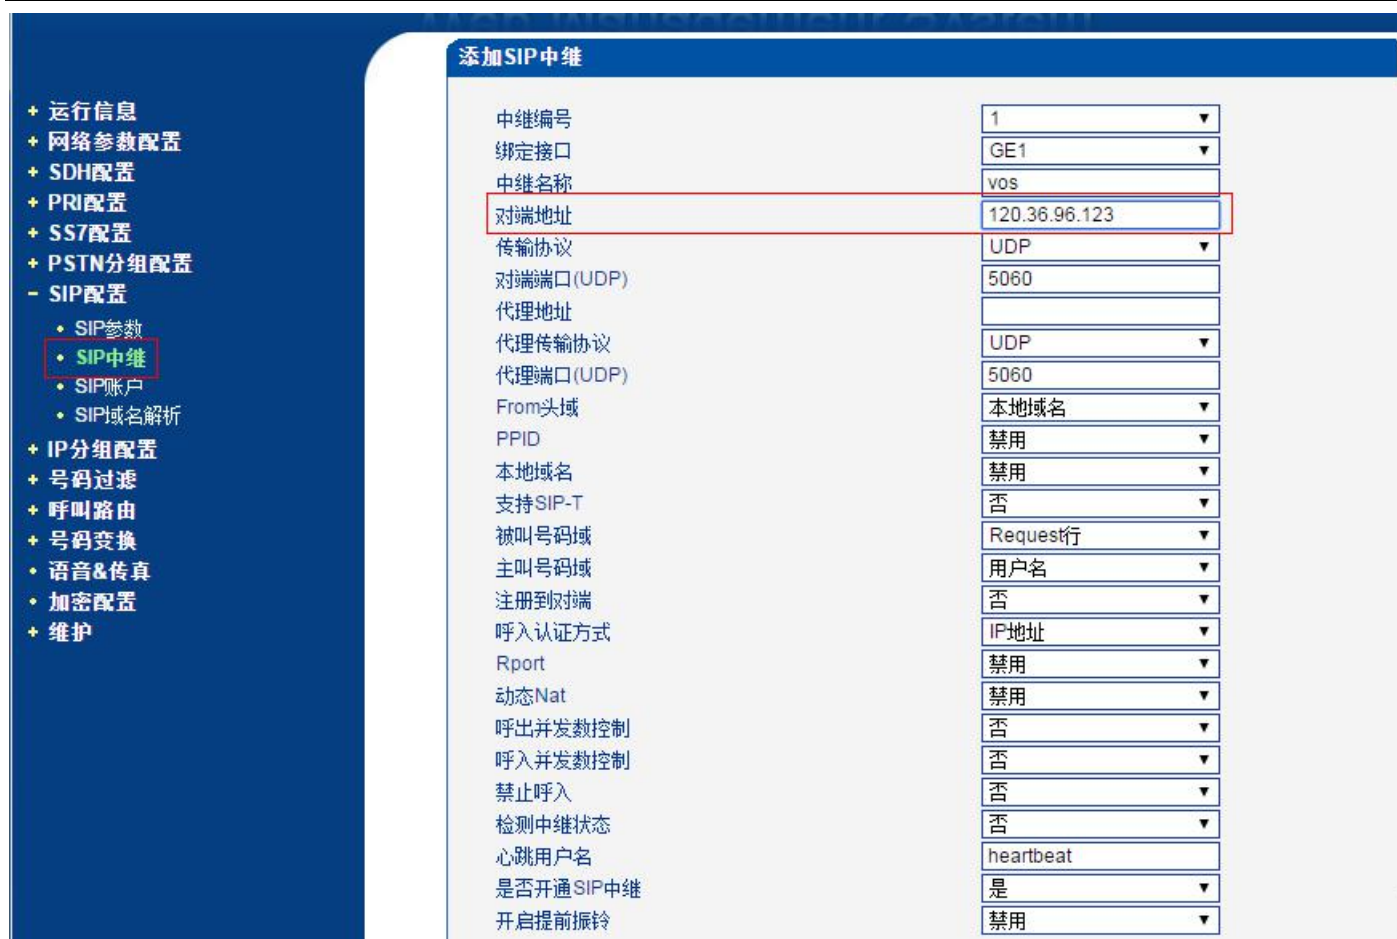 添加SIP中继
+ 运行信息
+ 网络参数配置
+ SDH配置
+ PRI配置
+ SS7配置
+ PSTN分组配置
- SIP配置
• SIP参数
• SIP中继
• SIP账户
• SIP域名解析
+ IP分组配置
+ 号码过滤
+ 呼叫路由
+ 号码变换
• 语音&传真
• 加密配置
+ 维护
中继编号 1
绑定接口 GE1
中继名称 vos
对端地址 120.36.96.123
传输协议 UDP
对端端口(UDP) 5060
代理地址
代理传输协议 UDP
代理端口(UDP) 5060
From头域 本地域名
PPID 禁用
本地域名 禁用
支持SIP-T 否
被叫号码域 Request行
主叫号码域 用户名
注册到对端 否
呼入认证方式 IP地址
Rport 禁用
动态Nat 禁用
呼出并发数控制 否
呼入并发数控制 否
禁止呼入 否
检测中继状态 否
心跳用户名 heartbeat
是否开通SIP中继 是
开启提前振铃 禁用